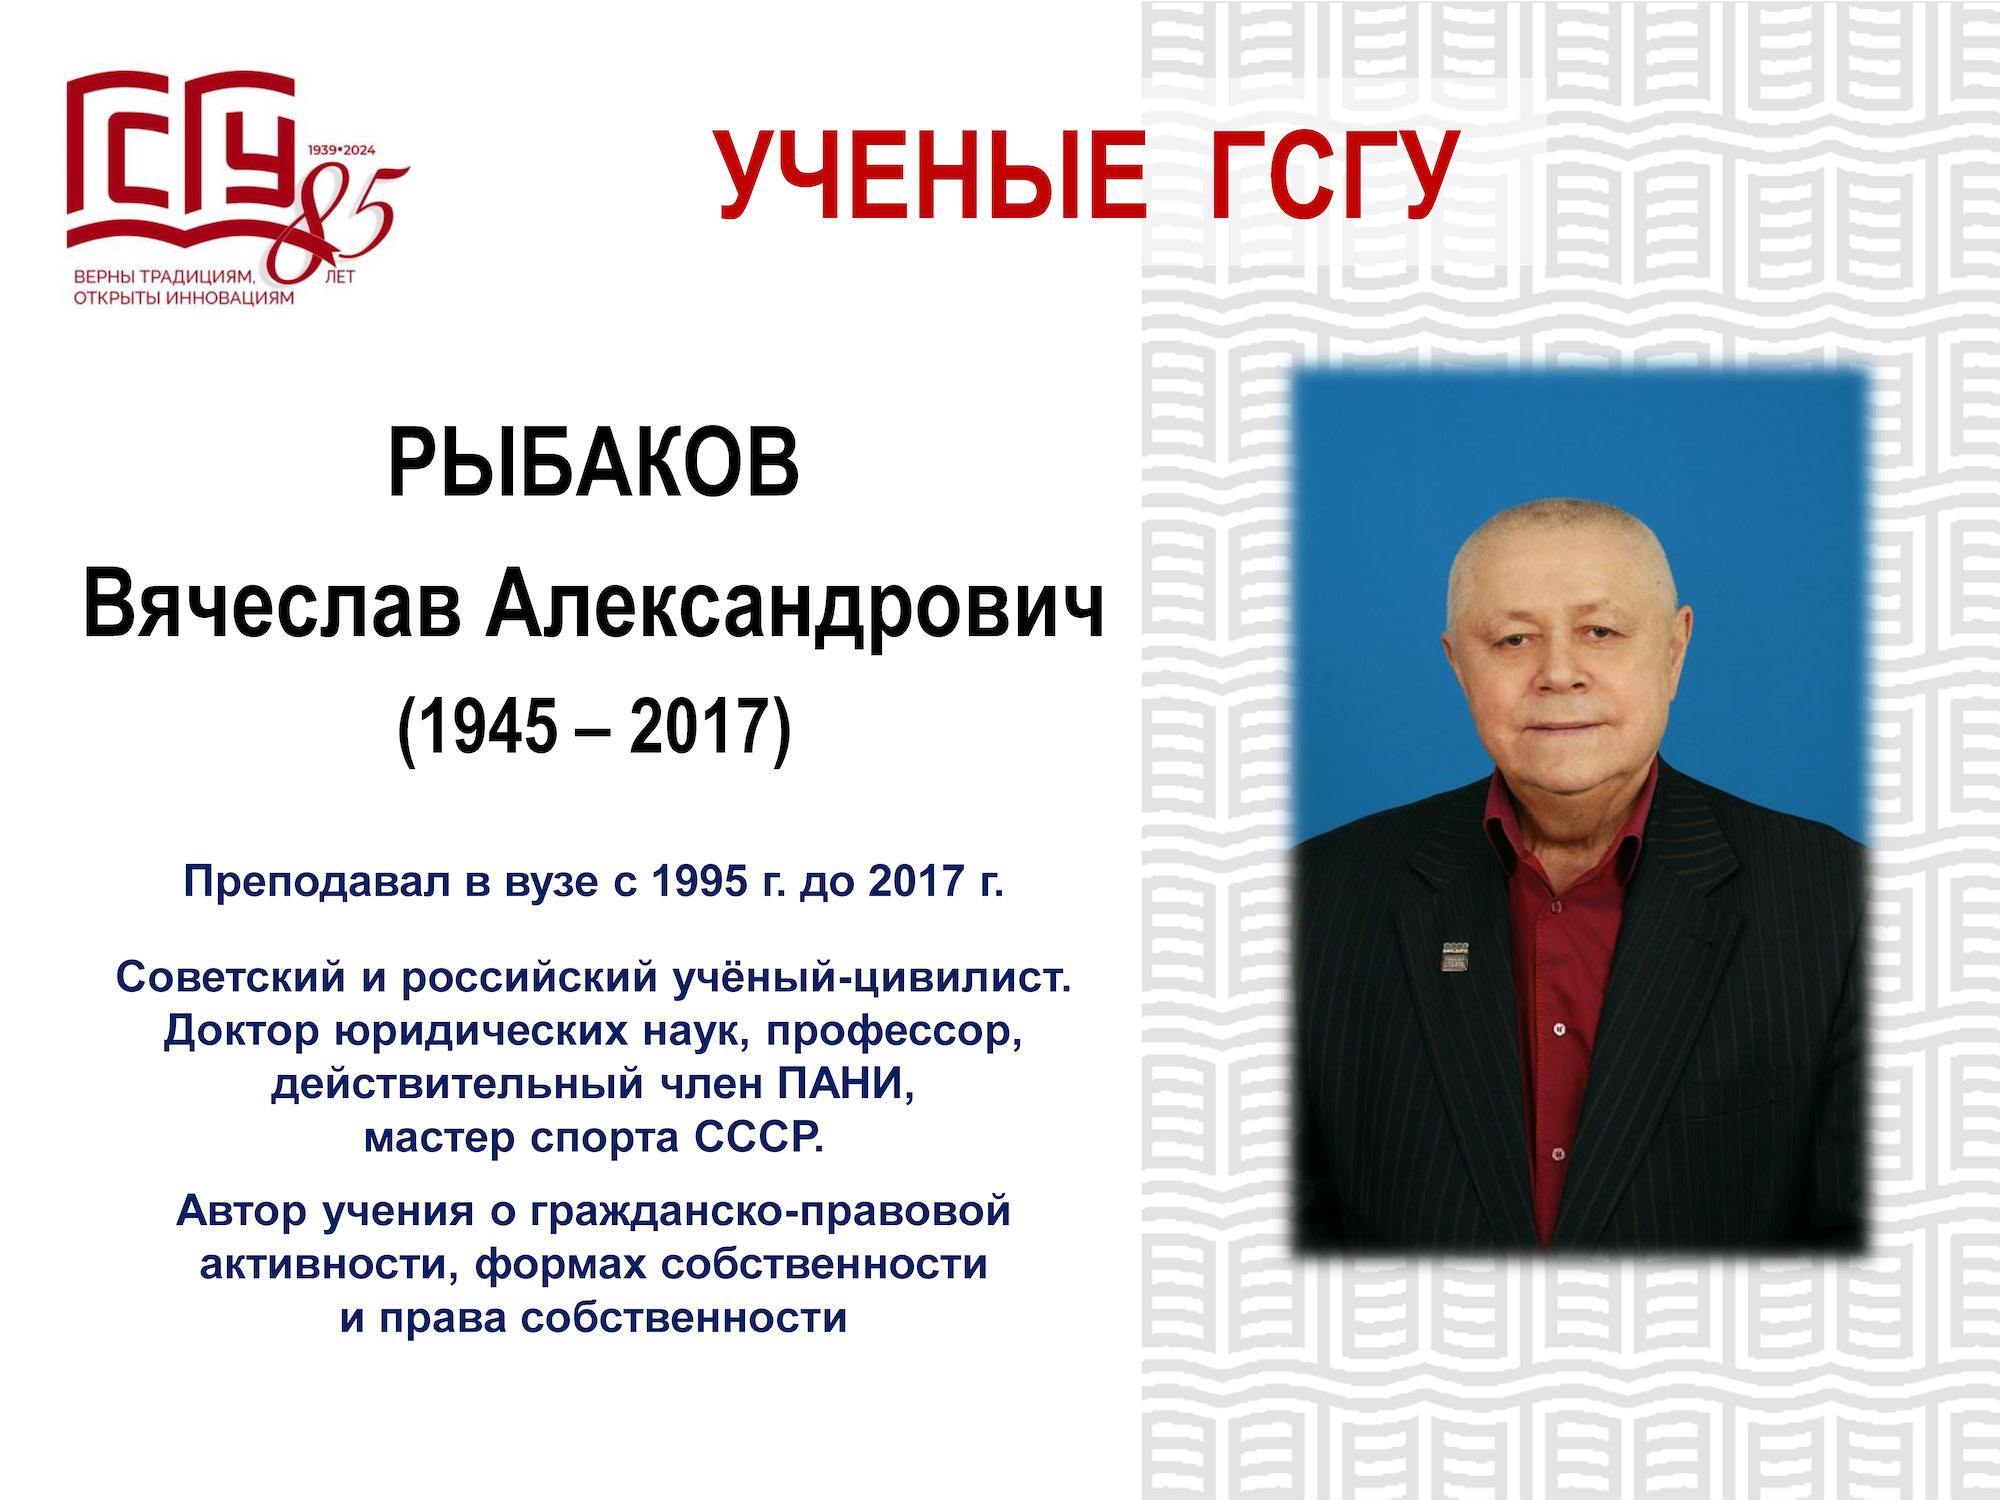 ГСГУ
1939•2024
85
ВЕРНЫ ТРАДИЦИЯМ, ЛЕТ
ОТКРЫТЫ ИННОВАЦИЯМ
УЧЕНЫЕ ГСГУ
РЫБАКОВ
Вячеслав Александрович
(1945 – 2017)
Преподавал в вузе с 1995 г. до 2017 г.
Советский и российский учёный-цивилист.
Доктор юридических наук, профессор,
действительный член ПАНИ,
мастер спорта СССР.
Автор учения о гражданско-правовой
активности, формах собственности
и права собственности